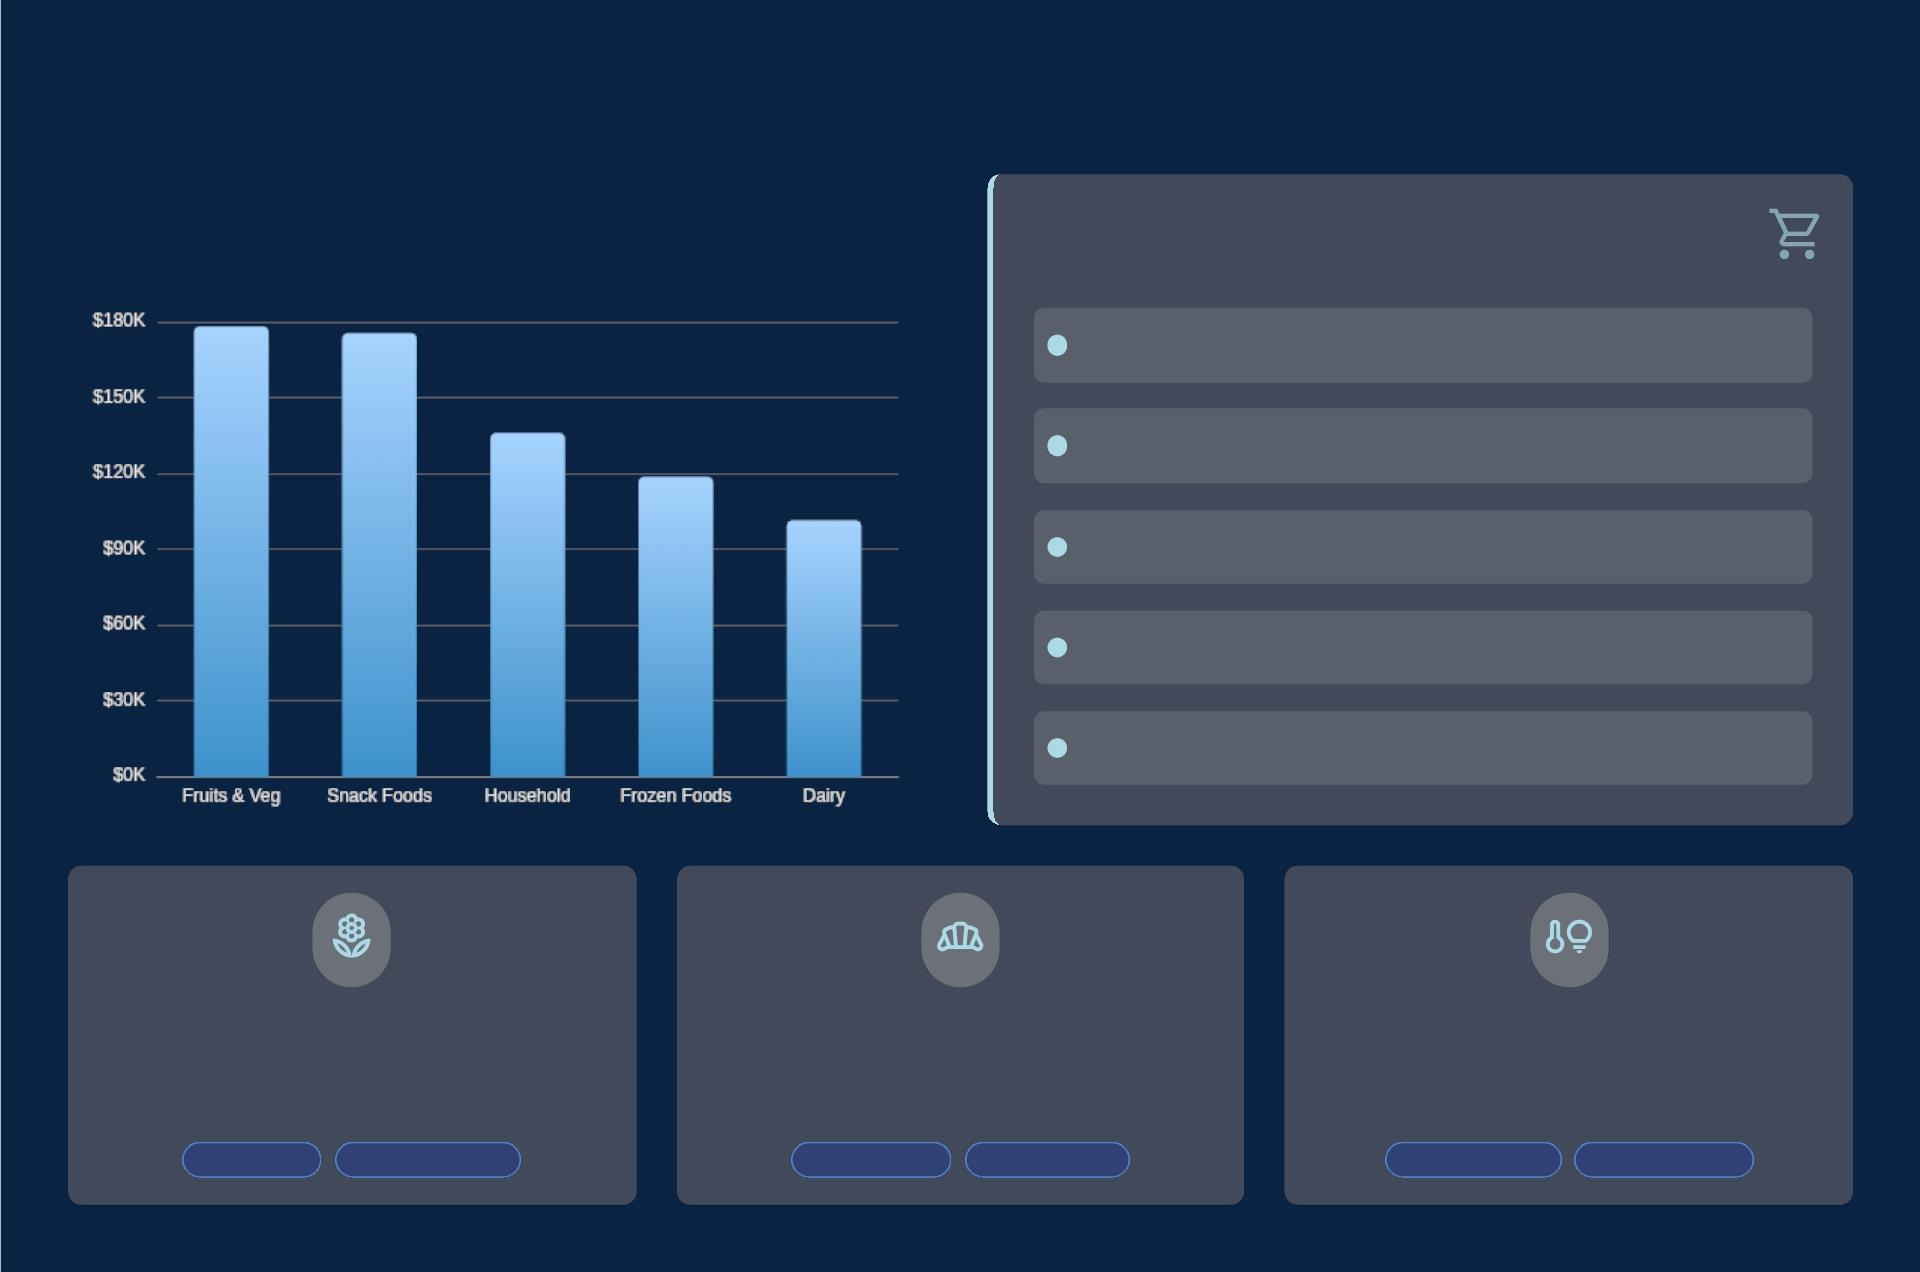 $180K
$150K
$120K
$90K
$60K
$30K
$0K
Fruits & Veg Snack Foods Household Frozen Foods Dairy